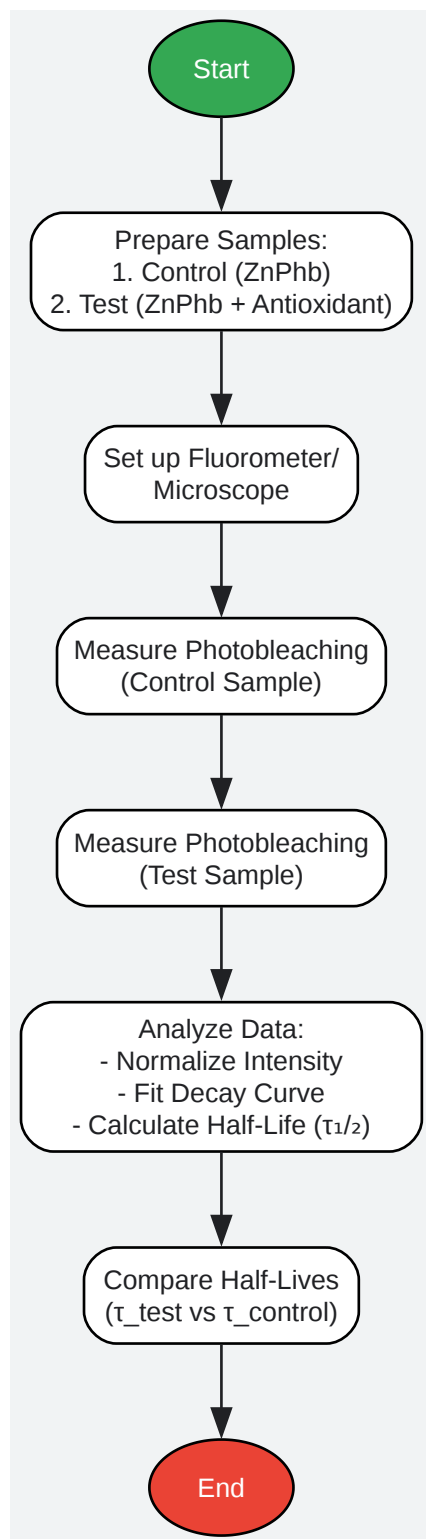 Start
Prepare Samples:
1. Control (ZnPhb)
2. Test (ZnPhb + Antioxidant)
Set up Fluorometer/
Microscope
Measure Photobleaching
(Control Sample)
Measure Photobleaching
(Test Sample)
Analyze Data:
- Normalize Intensity
- Fit Decay Curve
- Calculate Half-Life (τ₁/₂)
Compare Half-Lives
(τ_test vs τ_control)
End